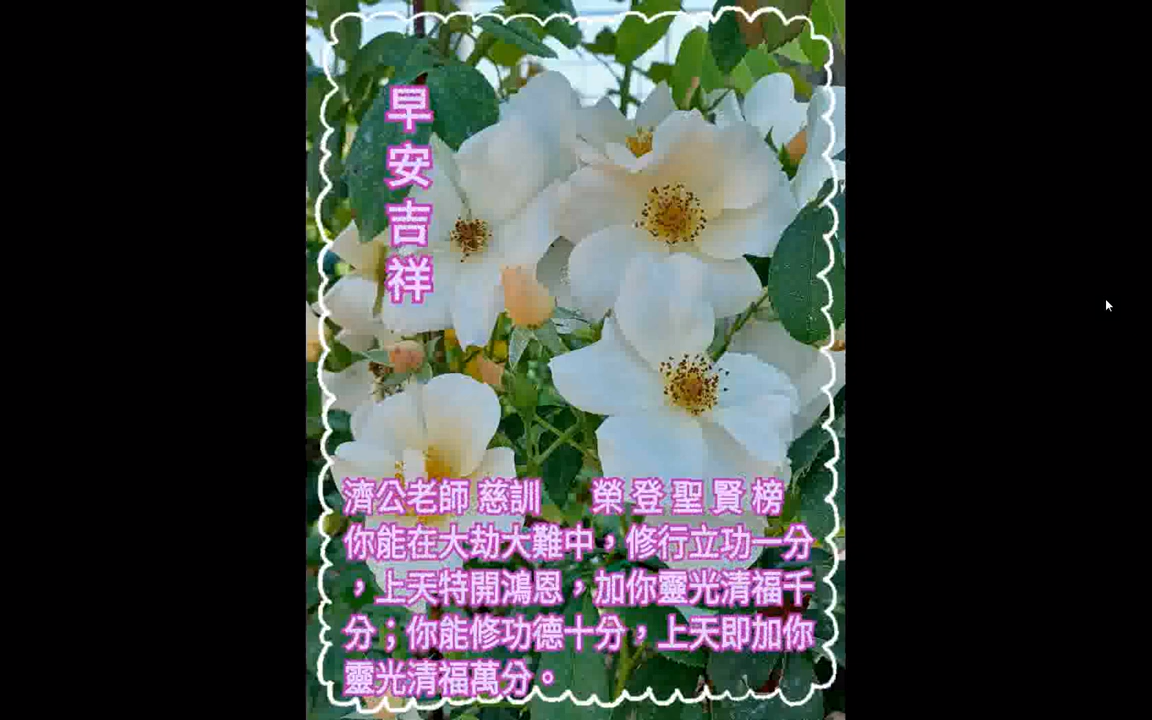 早安吉祥
濟公老師 慈訓 榮登聖賢榜
你能在大劫大難中，修行立功一分
，上天特開鴻恩，加你靈光清福千
分；你能修功德十分，上天即加你
靈光清福萬分。